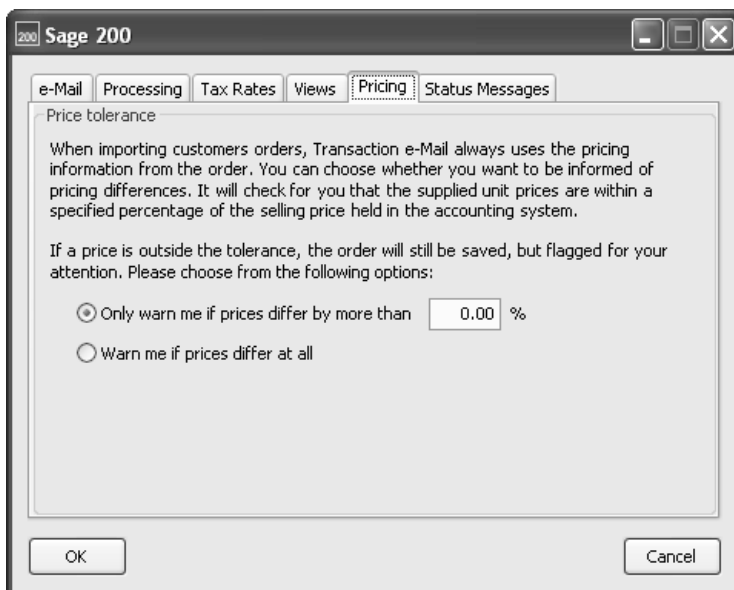 200 Sage 200
e-Mail Processing Tax Rates Views Pricing Status Messages
Price tolerance
When importing customers orders, Transaction e-Mail always uses the pricing
information from the order. You can choose whether you want to be informed of
pricing differences. It will check for you that the supplied unit prices are within a
specified percentage of the selling price held in the accounting system.
If a price is outside the tolerance, the order will still be saved, but flagged for your
attention. Please choose from the following options:
Only warn me if prices differ by more than 0.00 %
Warn me if prices differ at all
OK Cancel